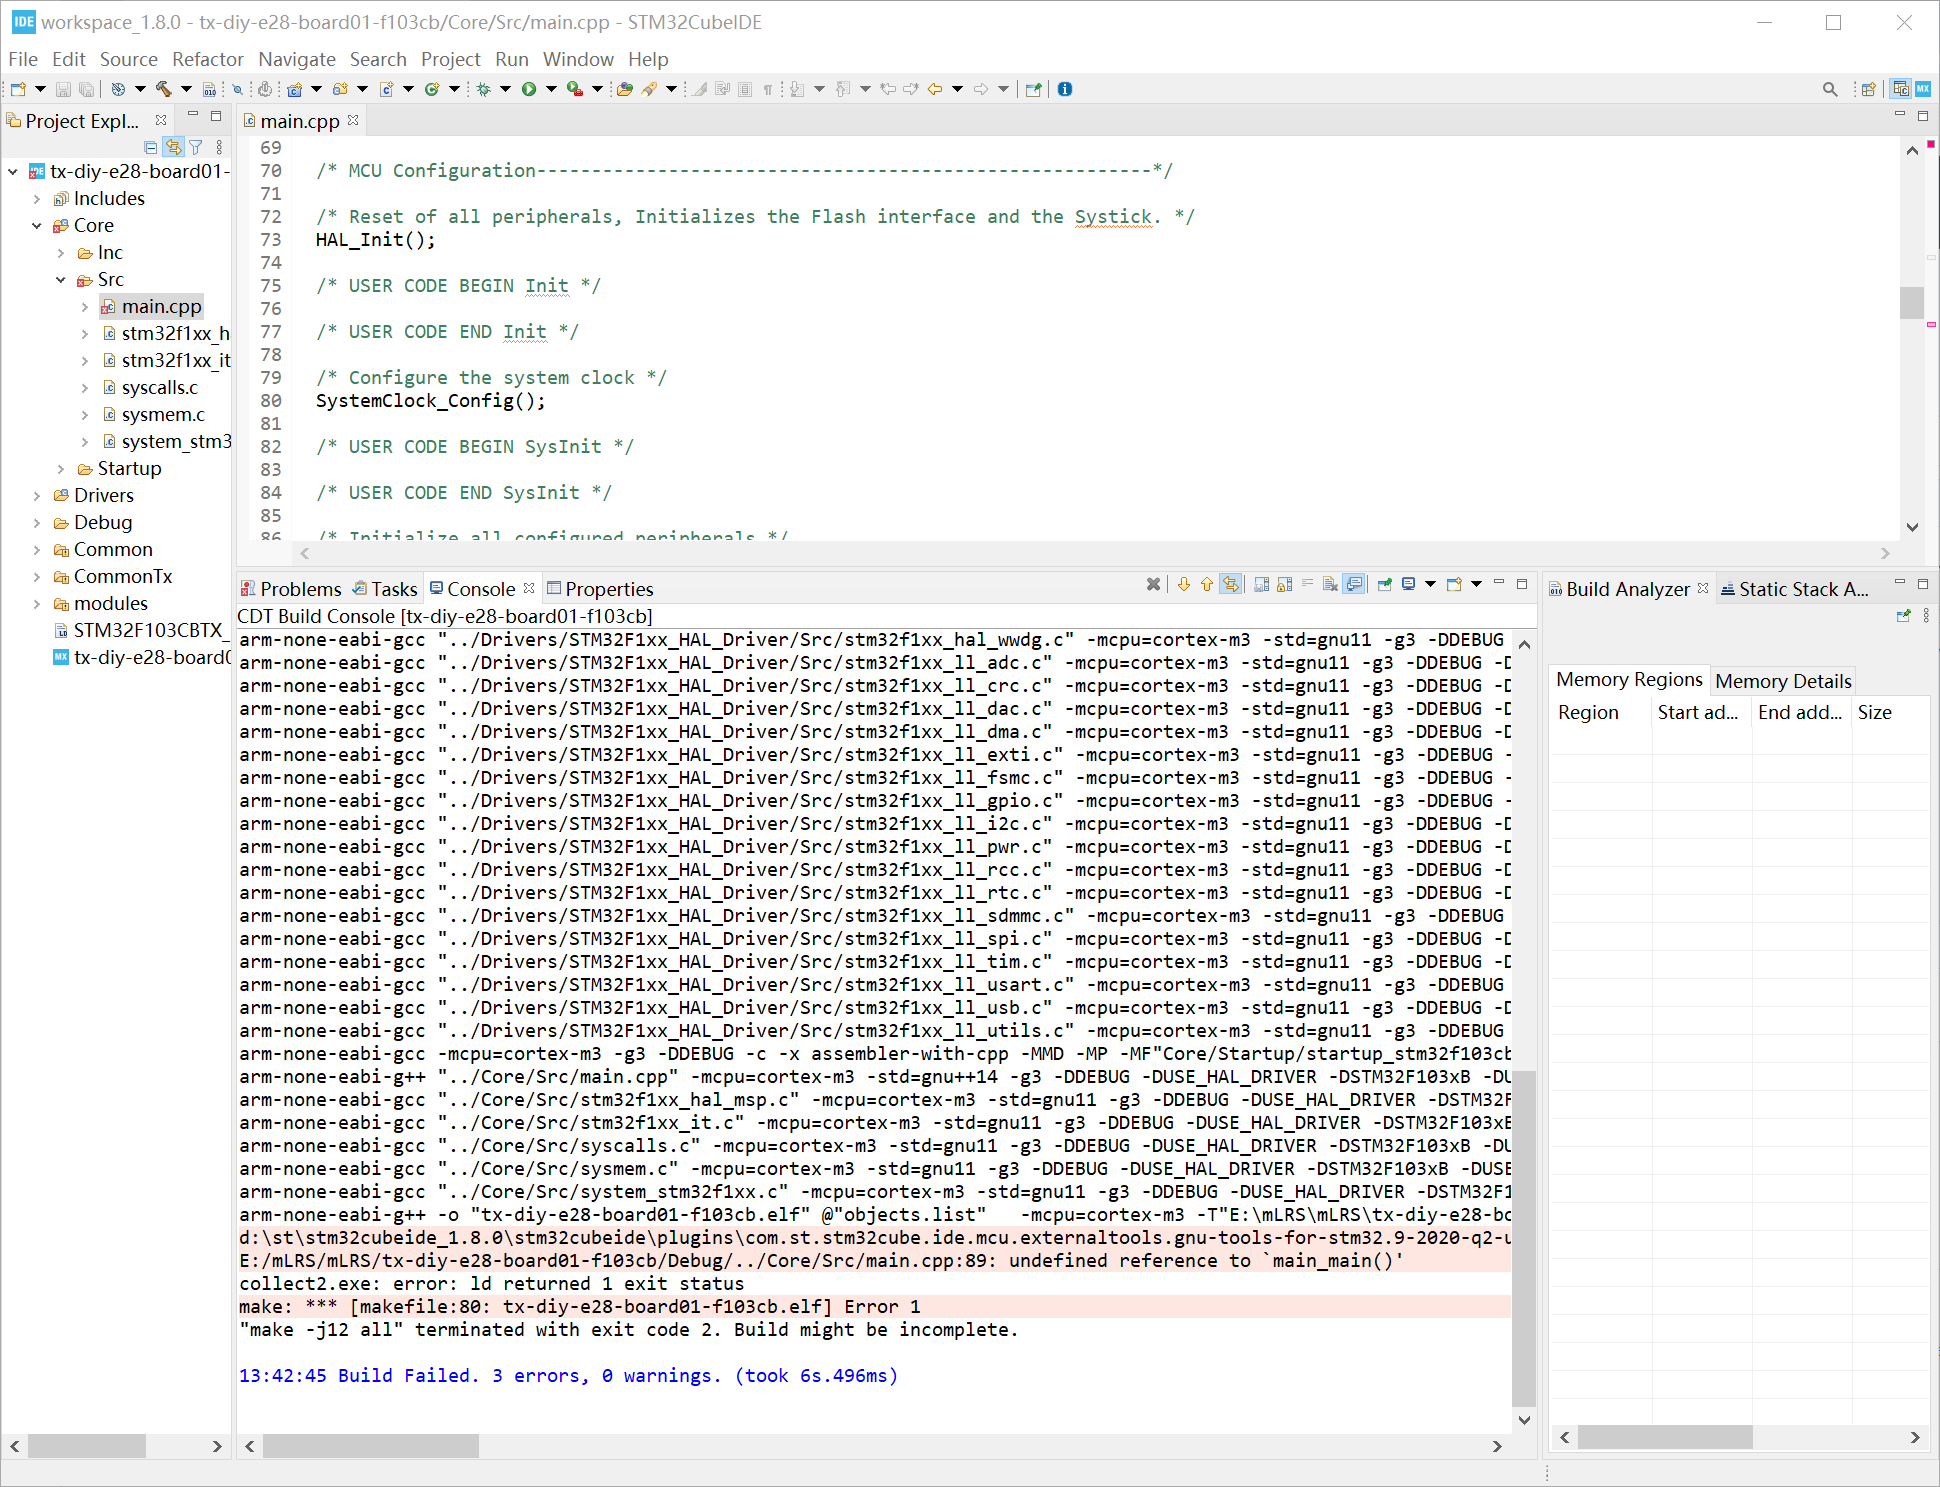 IDE workspace_1.8.0 - tx-diy-e28-board01-f103cb/Core/Src/main.cpp - STM32CubeIDE
File Edit Source Refactor Navigate Search Project Run Window Help
Project Expl...
tx-diy-e28-board01-
Includes
Core
Inc
Src
main.cpp
stm32f1xx_h
stm32f1xx_it
syscalls.c
sysmem.c
system_stm3
Startup
Drivers
Debug
Common
CommonTx
modules
STM32F103CBTX_
MX tx-diy-e28-board0
main.cpp
69
70 /* MCU Configuration--------------------------------------------------------*/
71
72 /* Reset of all peripherals, Initializes the Flash interface and the Systick. */
73 HAL_Init();
74
75 /* USER CODE BEGIN Init */
76
77 /* USER CODE END Init */
78
79 /* Configure the system clock */
80 SystemClock_Config();
81
82 /* USER CODE BEGIN SysInit */
83
84 /* USER CODE END SysInit */
85
86 /* Initialize all configured peripherals */
Problems Tasks Console Properties
CDT Build Console [tx-diy-e28-board01-f103cb]
arm-none-eabi-gcc "../Drivers/STM32F1xx_HAL_Driver/Src/stm32f1xx_hal_wwdg.c" -mcpu=cortex-m3 -std=gnu11 -g3 -DDEBUG
arm-none-eabi-gcc "../Drivers/STM32F1xx_HAL_Driver/Src/stm32f1xx_ll_adc.c" -mcpu=cortex-m3 -std=gnu11 -g3 -DDEBUG -D
arm-none-eabi-gcc "../Drivers/STM32F1xx_HAL_Driver/Src/stm32f1xx_ll_crc.c" -mcpu=cortex-m3 -std=gnu11 -g3 -DDEBUG -D
arm-none-eabi-gcc "../Drivers/STM32F1xx_HAL_Driver/Src/stm32f1xx_ll_dac.c" -mcpu=cortex-m3 -std=gnu11 -g3 -DDEBUG -D
arm-none-eabi-gcc "../Drivers/STM32F1xx_HAL_Driver/Src/stm32f1xx_ll_dma.c" -mcpu=cortex-m3 -std=gnu11 -g3 -DDEBUG -D
arm-none-eabi-gcc "../Drivers/STM32F1xx_HAL_Driver/Src/stm32f1xx_ll_exti.c" -mcpu=cortex-m3 -std=gnu11 -g3 -DDEBUG -
arm-none-eabi-gcc "../Drivers/STM32F1xx_HAL_Driver/Src/stm32f1xx_ll_fsmc.c" -mcpu=cortex-m3 -std=gnu11 -g3 -DDEBUG -
arm-none-eabi-gcc "../Drivers/STM32F1xx_HAL_Driver/Src/stm32f1xx_ll_gpio.c" -mcpu=cortex-m3 -std=gnu11 -g3 -DDEBUG -
arm-none-eabi-gcc "../Drivers/STM32F1xx_HAL_Driver/Src/stm32f1xx_ll_i2c.c" -mcpu=cortex-m3 -std=gnu11 -g3 -DDEBUG -D
arm-none-eabi-gcc "../Drivers/STM32F1xx_HAL_Driver/Src/stm32f1xx_ll_pwr.c" -mcpu=cortex-m3 -std=gnu11 -g3 -DDEBUG -D
arm-none-eabi-gcc "../Drivers/STM32F1xx_HAL_Driver/Src/stm32f1xx_ll_rcc.c" -mcpu=cortex-m3 -std=gnu11 -g3 -DDEBUG -D
arm-none-eabi-gcc "../Drivers/STM32F1xx_HAL_Driver/Src/stm32f1xx_ll_rtc.c" -mcpu=cortex-m3 -std=gnu11 -g3 -DDEBUG -D
arm-none-eabi-gcc "../Drivers/STM32F1xx_HAL_Driver/Src/stm32f1xx_ll_sdmmc.c" -mcpu=cortex-m3 -std=gnu11 -g3 -DDEBUG
arm-none-eabi-gcc "../Drivers/STM32F1xx_HAL_Driver/Src/stm32f1xx_ll_spi.c" -mcpu=cortex-m3 -std=gnu11 -g3 -DDEBUG -D
arm-none-eabi-gcc "../Drivers/STM32F1xx_HAL_Driver/Src/stm32f1xx_ll_tim.c" -mcpu=cortex-m3 -std=gnu11 -g3 -DDEBUG -D
arm-none-eabi-gcc "../Drivers/STM32F1xx_HAL_Driver/Src/stm32f1xx_ll_usart.c" -mcpu=cortex-m3 -std=gnu11 -g3 -DDEBUG
arm-none-eabi-gcc "../Drivers/STM32F1xx_HAL_Driver/Src/stm32f1xx_ll_usb.c" -mcpu=cortex-m3 -std=gnu11 -g3 -DDEBUG -D
arm-none-eabi-gcc "../Drivers/STM32F1xx_HAL_Driver/Src/stm32f1xx_ll_utils.c" -mcpu=cortex-m3 -std=gnu11 -g3 -DDEBUG
arm-none-eabi-gcc -mcpu=cortex-m3 -g3 -DDEBUG -c -x assembler-with-cpp -MMD -MP -MF"Core/Startup/startup_stm32f103cb
arm-none-eabi-g++ "../Core/Src/main.cpp" -mcpu=cortex-m3 -std=gnu++14 -g3 -DDEBUG -DUSE_HAL_DRIVER -DSTM32F103xB -DU
arm-none-eabi-gcc "../Core/Src/stm32f1xx_hal_msp.c" -mcpu=cortex-m3 -std=gnu11 -g3 -DDEBUG -DUSE_HAL_DRIVER -DSTM32F
arm-none-eabi-gcc "../Core/Src/stm32f1xx_it.c" -mcpu=cortex-m3 -std=gnu11 -g3 -DDEBUG -DUSE_HAL_DRIVER -DSTM32F103xB
arm-none-eabi-gcc "../Core/Src/syscalls.c" -mcpu=cortex-m3 -std=gnu11 -g3 -DDEBUG -DUSE_HAL_DRIVER -DSTM32F103xB -DU
arm-none-eabi-gcc "../Core/Src/sysmem.c" -mcpu=cortex-m3 -std=gnu11 -g3 -DDEBUG -DUSE_HAL_DRIVER -DSTM32F103xB -DUSE
arm-none-eabi-gcc "../Core/Src/system_stm32f1xx.c" -mcpu=cortex-m3 -std=gnu11 -g3 -DDEBUG -DUSE_HAL_DRIVER -DSTM32F1
arm-none-eabi-g++ -o "tx-diy-e28-board01-f103cb.elf" @"objects.list" -mcpu=cortex-m3 -T"E:\mLRS\mLRS\tx-diy-e28-bo
d:\st\stm32cubeide_1.8.0\stm32cubeide\plugins\com.st.stm32cube.ide.mcu.externaltools.gnu-tools-for-stm32.9-2020-q2-u
E:/mLRS/mLRS/tx-diy-e28-board01-f103cb/Debug/../Core/Src/main.cpp:89: undefined reference to `main_main()'
collect2.exe: error: ld returned 1 exit status
make: *** [makefile:80: tx-diy-e28-board01-f103cb.elf] Error 1
"make -j12 all" terminated with exit code 2. Build might be incomplete.
13:42:45 Build Failed. 3 errors, 0 warnings. (took 6s.496ms)
Build Analyzer Static Stack A...
Memory Regions Memory Details
Region Start ad... End add... Size